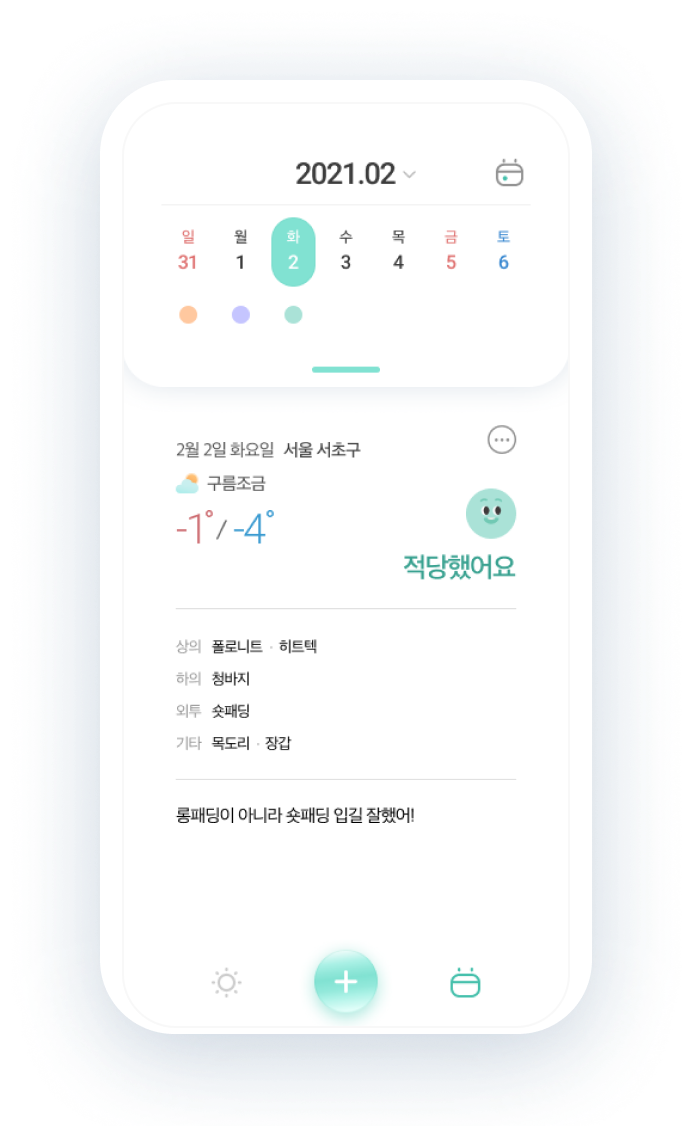 2021.02
일 월 화 수 목 금 토
31 1 2 3 4 5 6
2월 2일 화요일 서울 서초구
구름조금
-1° / -4°
적당했어요
상의 폴로니트 · 히트텍
하의 청바지
외투 숏패딩
기타 목도리 · 장갑
롱패딩이 아니라 숏패딩 입길 잘했어!